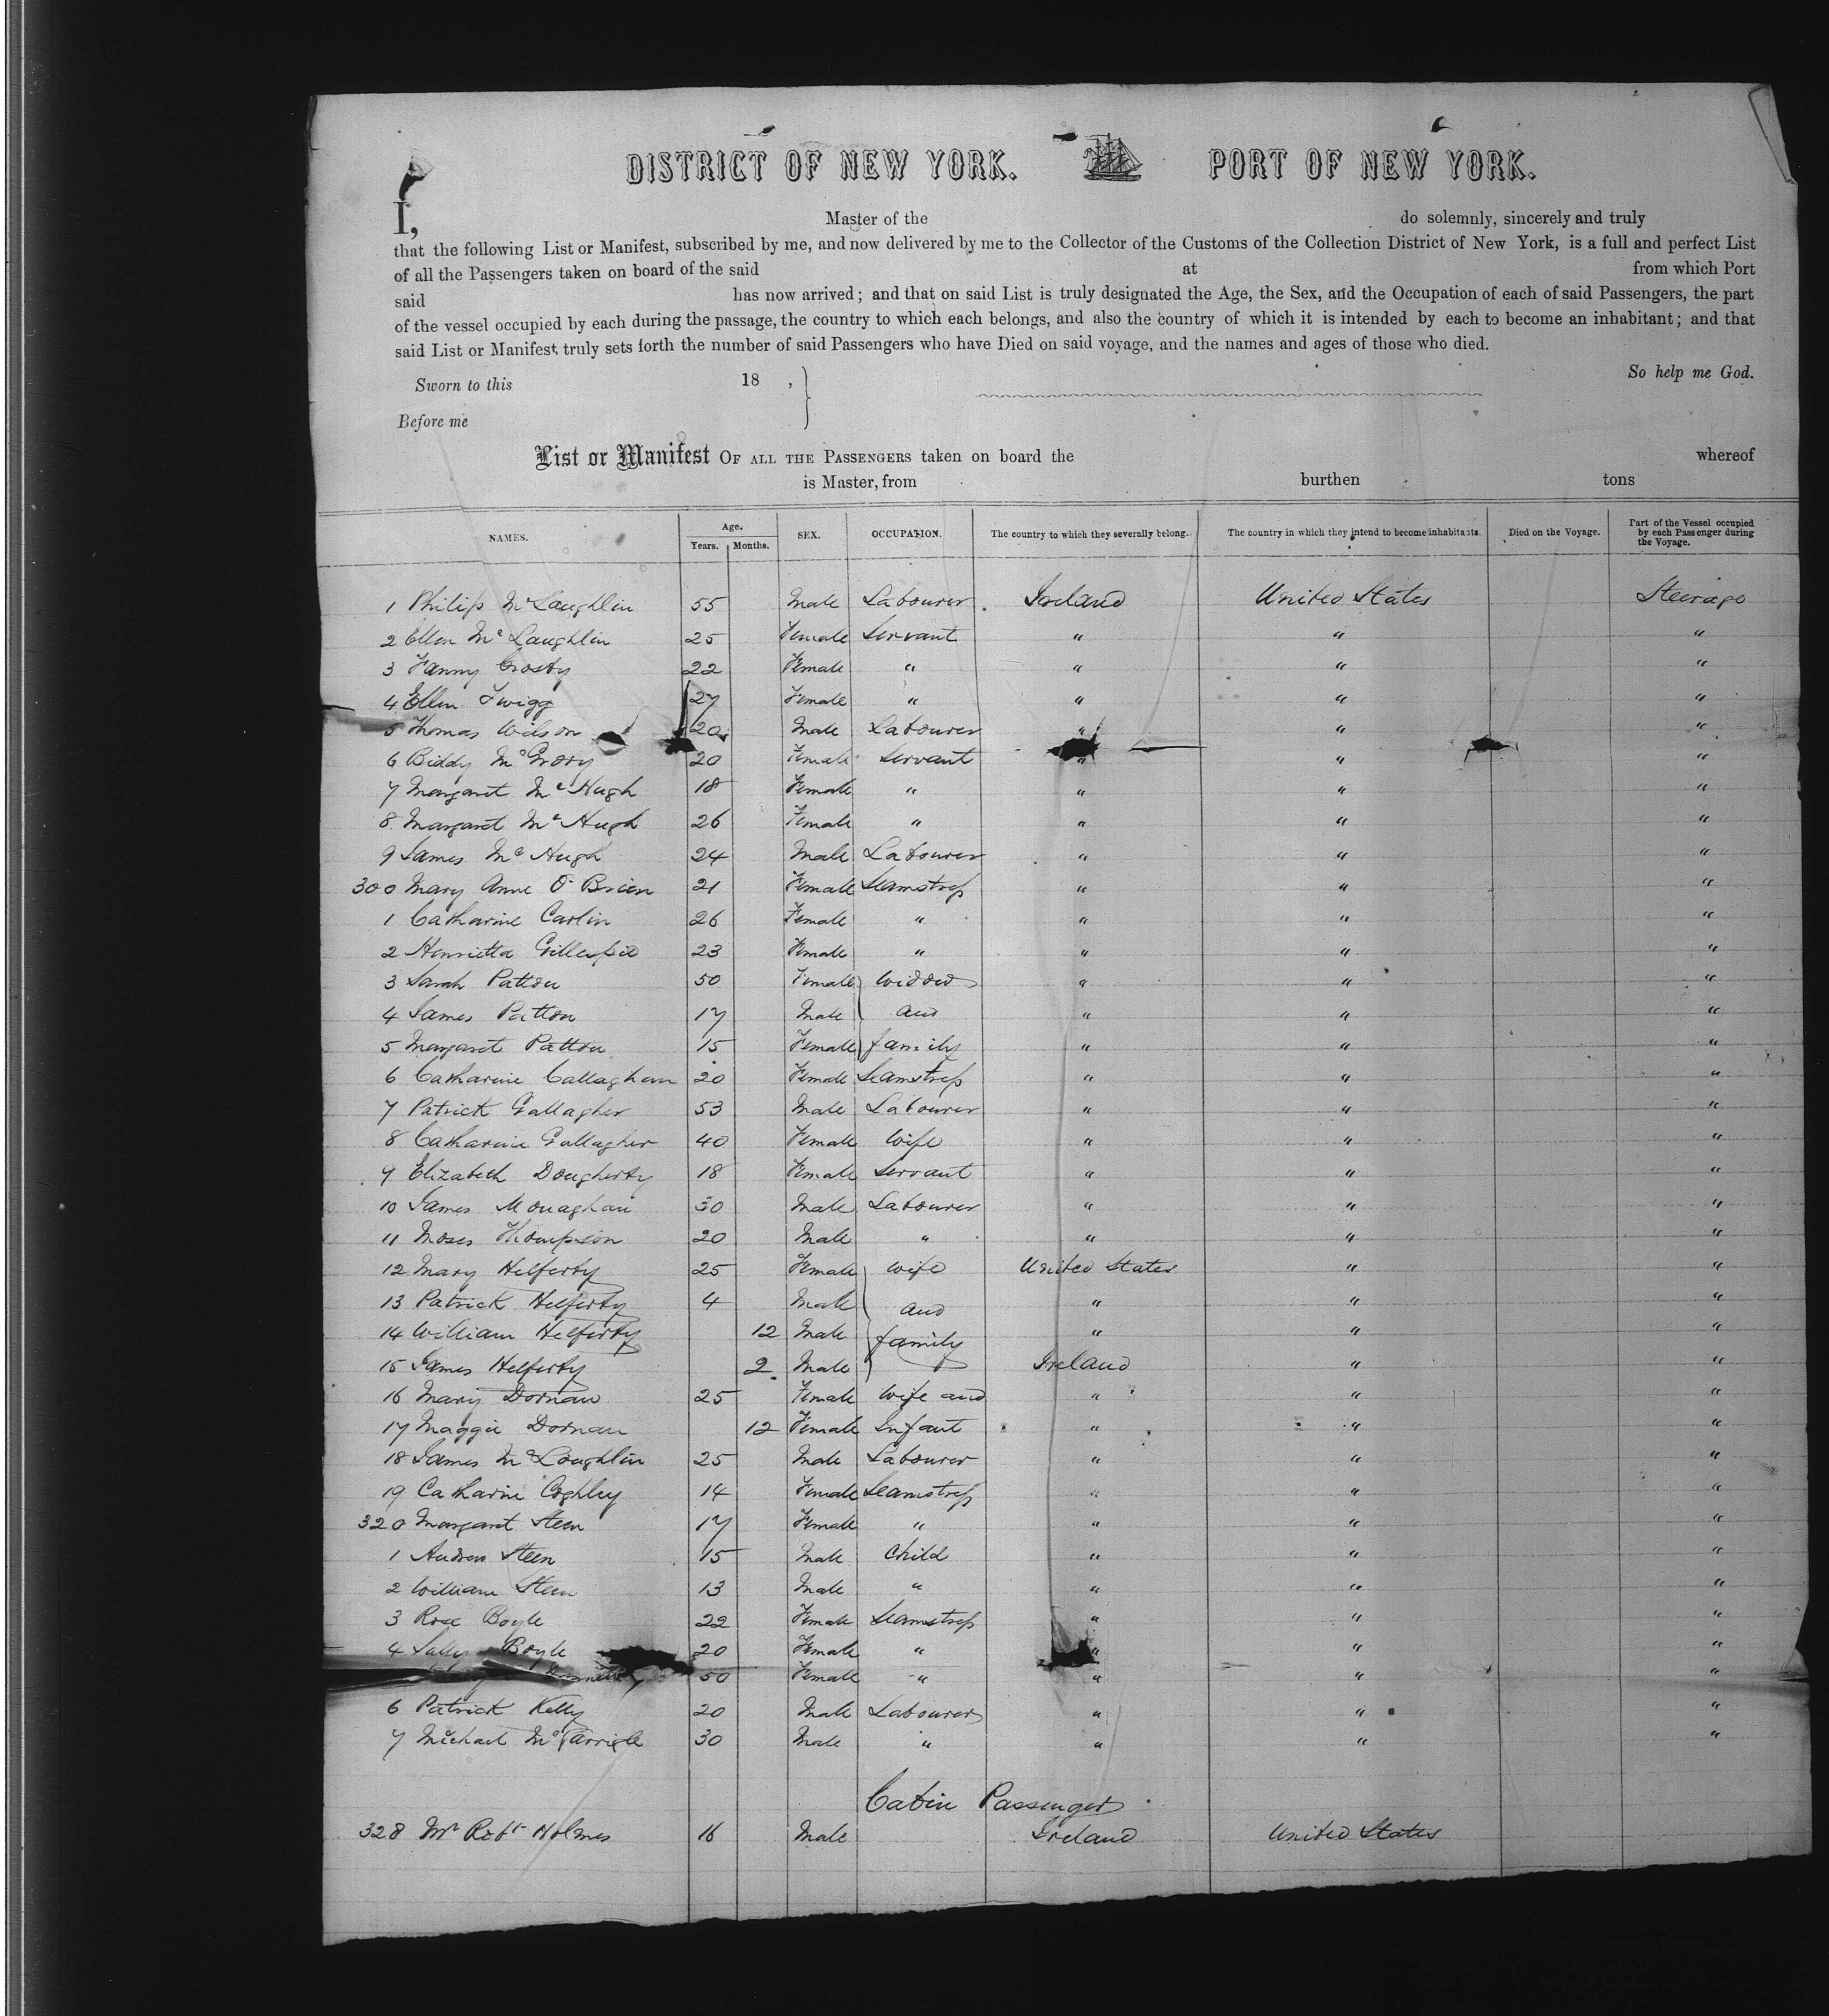 DISTRICT OF NEW YORK. PORT OF NEW YORK.
I, Master of the do solemnly, sincerely and truly
that the following List or Manifest, subscribed by me, and now delivered by me to the Collector of the Customs of the Collection District of New York, is a full and perfect List
of all the Passengers taken on board of the said at from which Port
said has now arrived; and that on said List is truly designated the Age, the Sex, and the Occupation of each of said Passengers, the part
of the vessel occupied by each during the passage, the country to which each belongs, and also the country of which it is intended by each to become an inhabitant; and that
said List or Manifest truly sets forth the number of said Passengers who have Died on said voyage, and the names and ages of those who died.
Sworn to this 18 , So help me God.
Before me
List or Manifest OF ALL THE PASSENGERS taken on board the whereof
is Master, from burthen tons
NAMES. Age. Years. Months. SEX. OCCUPATION. The country to which they severally belong. The country in which they intend to become inhabitants. Died on the Voyage. Part of the Vessel occupied by each Passenger during the Voyage.
1 Philip McLaughlin 55 Male Labourer Ireland United States Steerage
2 Ellen McLaughlin 25 Female Servant " " "
3 Fanny Crosby 22 Female " " " "
4 Ellen Twigg 27 Female " " " "
5 Thomas Wilson 20 Male Labourer " " "
6 Biddy McGrory 20 Female Servant " " "
7 Margaret McHugh 18 Female " " " "
8 Margaret McHugh 26 Female " " " "
9 James McHugh 24 Male Labourer " " "
300 Mary Anne O'Brien 21 Female Seamstress " " "
1 Catharine Carlin 26 Female " " " "
2 Henrietta Gillespie 23 Female " " " "
3 Sarah Patton 50 Female Widow " " "
4 James Patton 17 Male and " " "
5 Margaret Patton 15 Female family " " "
6 Catharine Callaghan 20 Female Seamstress " " "
7 Patrick Gallagher 53 Male Labourer " " "
8 Catharine Gallagher 40 Female Wife " " "
9 Elizabeth Dougherty 18 Female Servant " " "
10 James Monaghan 30 Male Labourer " " "
11 Moses Thompson 20 Male " " " "
12 Mary Helferty 25 Female Wife United States " "
13 Patrick Helferty 4 Male and " " "
14 William Helferty 12 Male family " " "
15 James Helferty 2 Male Ireland " "
16 Mary Dornan 25 Female Wife and " " "
17 Maggie Dornan 12 Female Infant " " "
18 James McLoughlin 25 Male Labourer " " "
19 Catharine Coghley 14 Female Seamstress " " "
320 Margaret Steen 17 Female " " " "
1 Andrew Steen 15 Male Child " " "
2 William Steen 13 Male " " " "
3 Rose Boyle 22 Female Seamstress " " "
4 Sally Boyle 20 Female " " " "
50 Female " " " "
6 Patrick Kelly 20 Male Labourer " " "
7 Michael McGarrigle 30 Male " " " "
Cabin Passenger
328 Mr Robt Holmes 16 Male Ireland United States